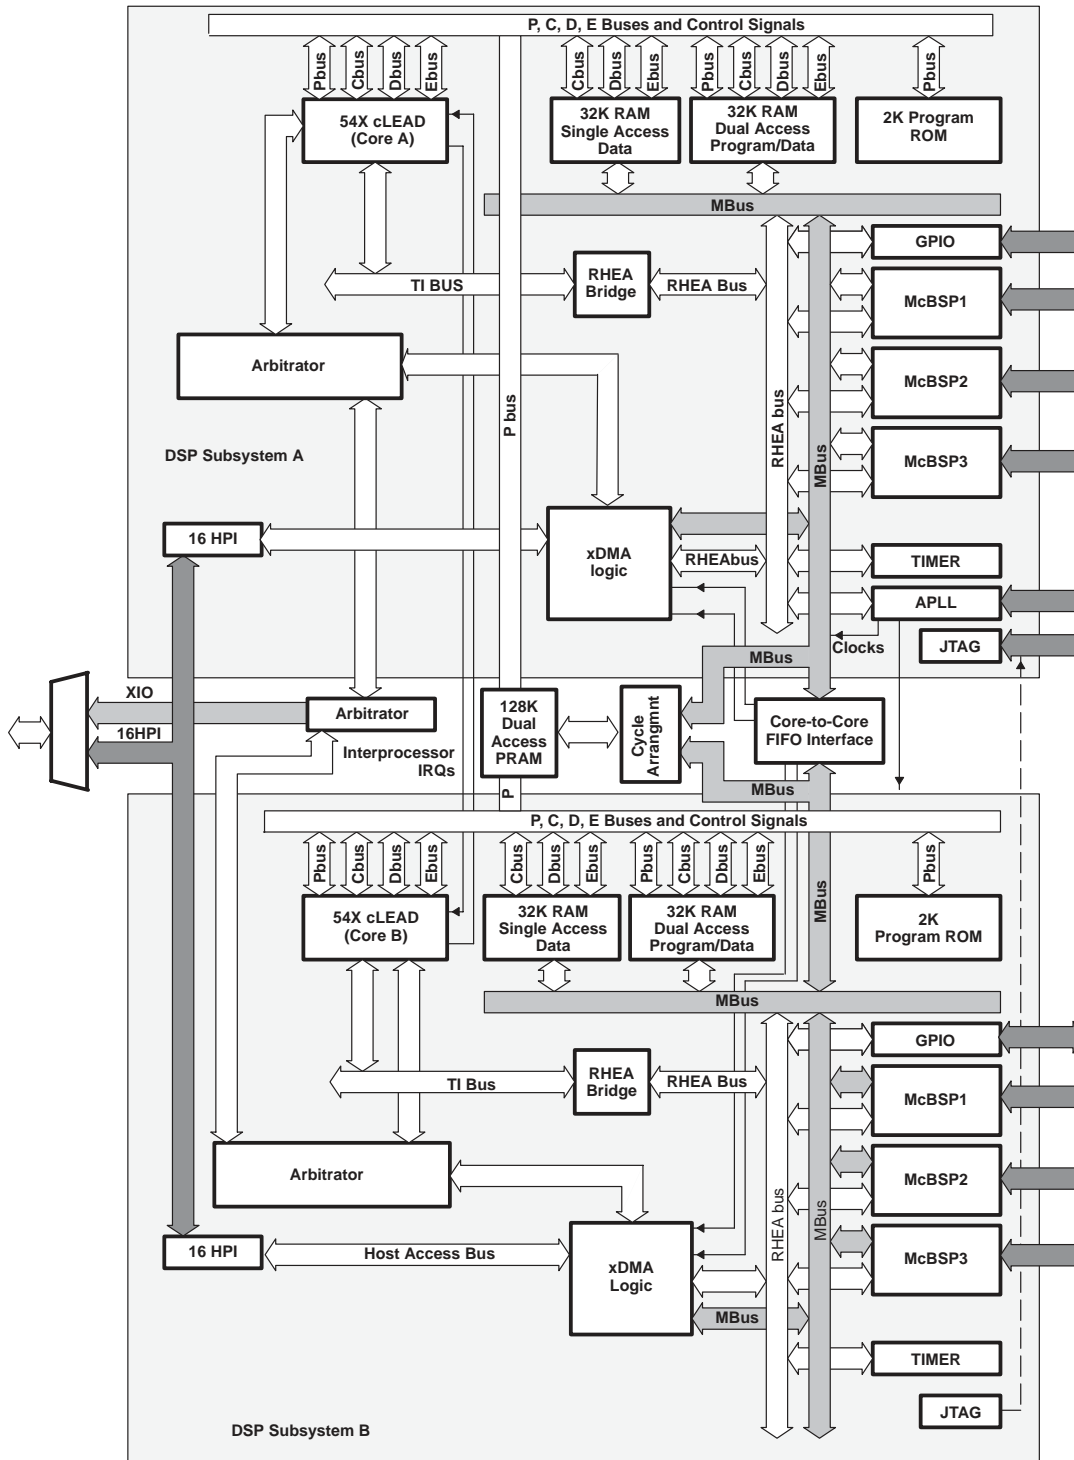 P, C, D, E Buses and Control Signals
Pbus
Cbus
Dbus
Ebus
Cbus
Dbus
Ebus
Pbus
Cbus
Dbus
Ebus
Pbus
54X cLEAD
(Core A)
32K RAM
Single Access
Data
32K RAM
Dual Access
Program/Data
2K Program
ROM
MBus
GPIO
RHEA
Bridge
TI BUS
RHEA Bus
McBSP1
Arbitrator
McBSP2
P bus
RHEA bus
MBus
McBSP3
DSP Subsystem A
16 HPI
xDMA
logic
RHEAbus
TIMER
APLL
Clocks
JTAG
MBus
XIO
16HPI
Arbitrator
Interprocessor
IRQs
128K
Dual
Access
PRAM
Cycle
Arrangmnt
Core-to-Core
FIFO Interface
MBus
P
P, C, D, E Buses and Control Signals
Pbus
Cbus
Dbus
Ebus
Cbus
Dbus
Ebus
Pbus
Cbus
Dbus
Ebus
MBus
Pbus
54X cLEAD
(Core B)
32K RAM
Single Access
Data
32K RAM
Dual Access
Program/Data
2K
Program ROM
MBus
GPIO
RHEA
Bridge
TI Bus
RHEA Bus
McBSP1
Arbitrator
McBSP2
RHEA bus
MBus
16 HPI
Host Access Bus
xDMA
Logic
McBSP3
MBus
TIMER
JTAG
DSP Subsystem B